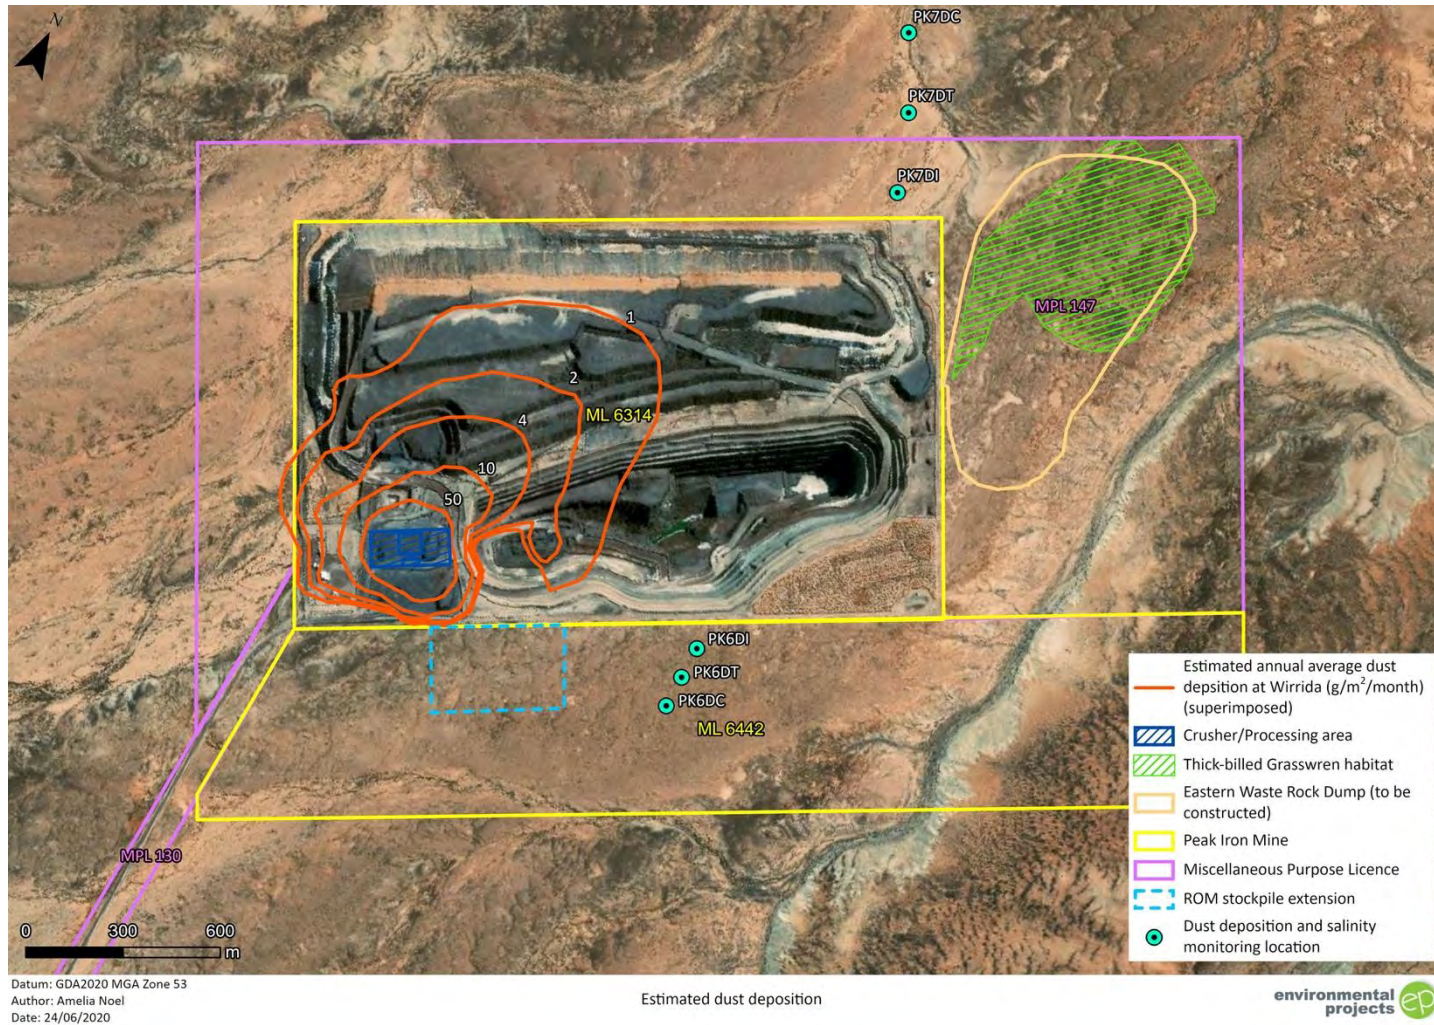 N
PK7DC
PK7DT
PK7DI
MPL 147
1
2
ML 6314
4
10
50
PK6DI
PK6DT
PK6DC
ML 6442
MPL 130
0 300 600
m
Estimated annual average dust
depsition at Wirrida (g/m²/month)
(superimposed)
Crusher/Processing area
Thick-billed Grasswren habitat
Eastern Waste Rock Dump (to be
constructed)
Peak Iron Mine
Miscellaneous Purpose Licence
ROM stockpile extension
Dust deposition and salinity
monitoring location
Datum: GDA2020 MGA Zone 53
Author: Amelia Noel
Date: 24/06/2020
Estimated dust deposition
environmental
projects
ep